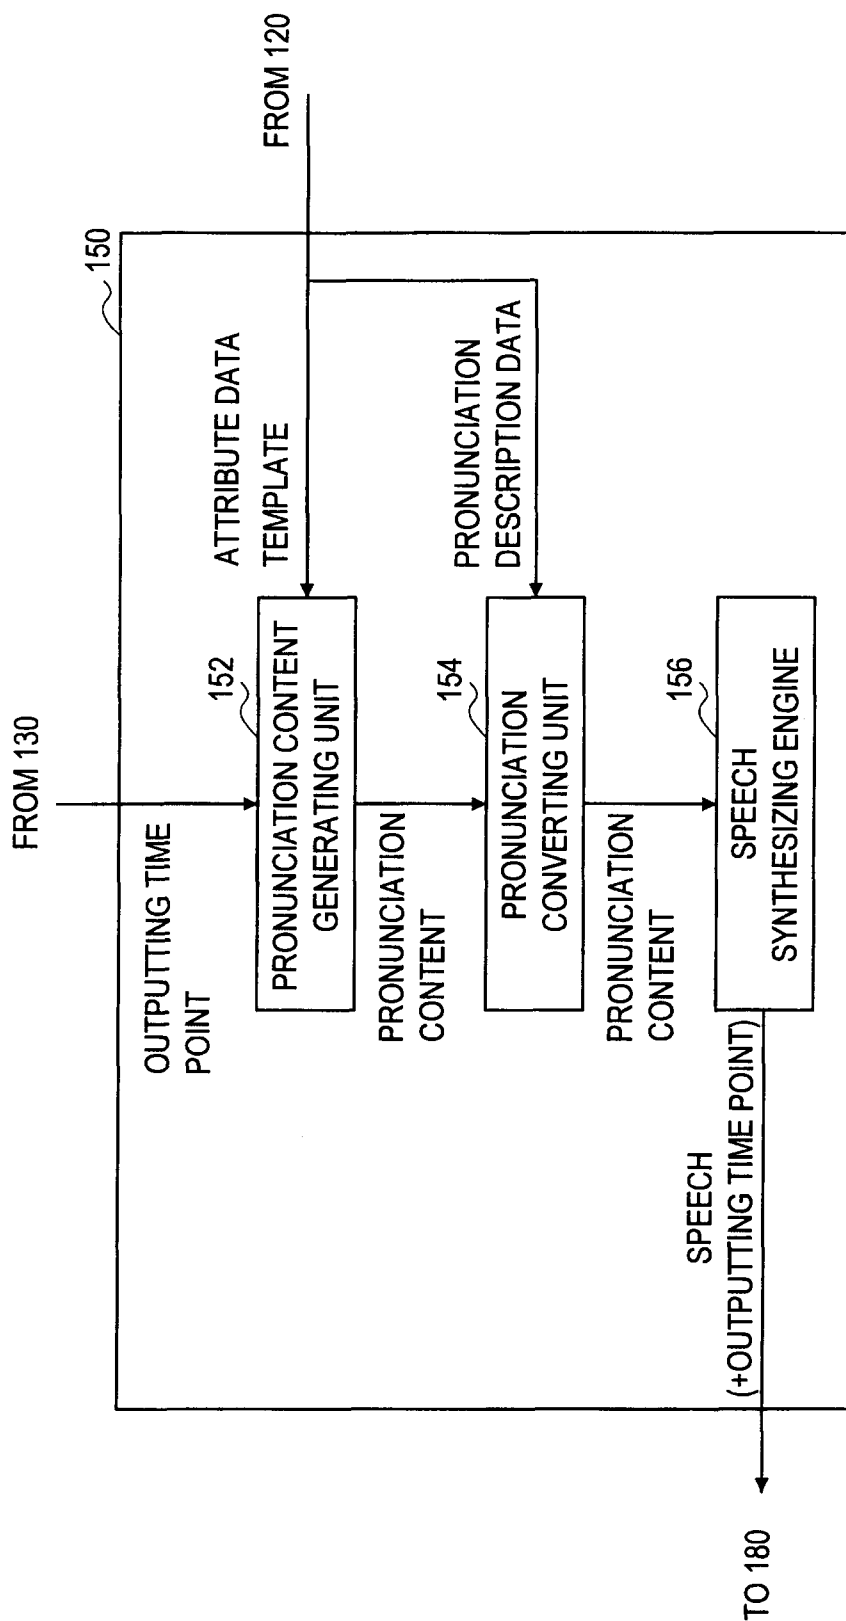 FROM 130
FROM 120
150
OUTPUTTING TIME
POINT
ATTRIBUTE DATA
TEMPLATE
152
PRONUNCIATION CONTENT
GENERATING UNIT
PRONUNCIATION
CONTENT
PRONUNCIATION
DESCRIPTION DATA
154
PRONUNCIATION
CONVERTING UNIT
PRONUNCIATION
CONTENT
156
SPEECH
SYNTHESIZING ENGINE
SPEECH
(+OUTPUTTING TIME POINT)
TO 180